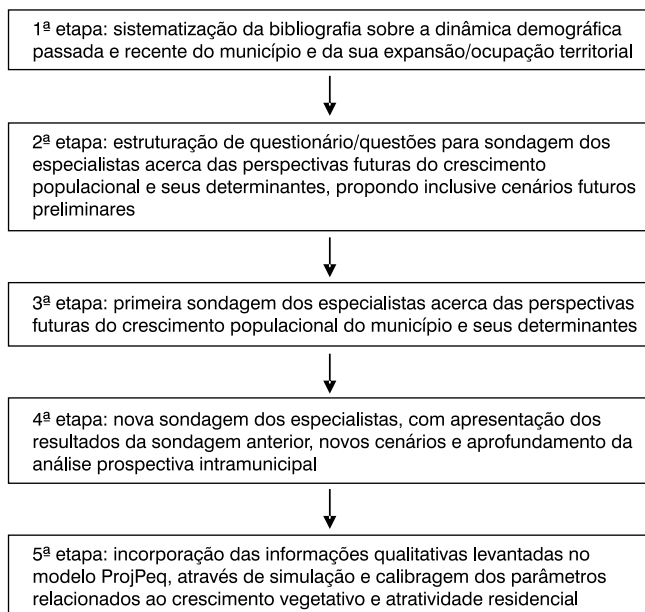 1ª etapa: sistematização da bibliografia sobre a dinâmica demográfica
passada e recente do município e da sua expansão/ocupação territorial
2ª etapa: estruturação de questionário/questões para sondagem dos
especialistas acerca das perspectivas futuras do crescimento
populacional e seus determinantes, propondo inclusive cenários futuros
preliminares
3ª etapa: primeira sondagem dos especialistas acerca das perspectivas
futuras do crescimento populacional do município e seus determinantes
4ª etapa: nova sondagem dos especialistas, com apresentação dos
resultados da sondagem anterior, novos cenários e aprofundamento da
análise prospectiva intramunicipal
5ª etapa: incorporação das informações qualitativas levantadas no
modelo ProjPeq, através de simulação e calibragem dos parâmetros
relacionados ao crescimento vegetativo e atratividade residencial